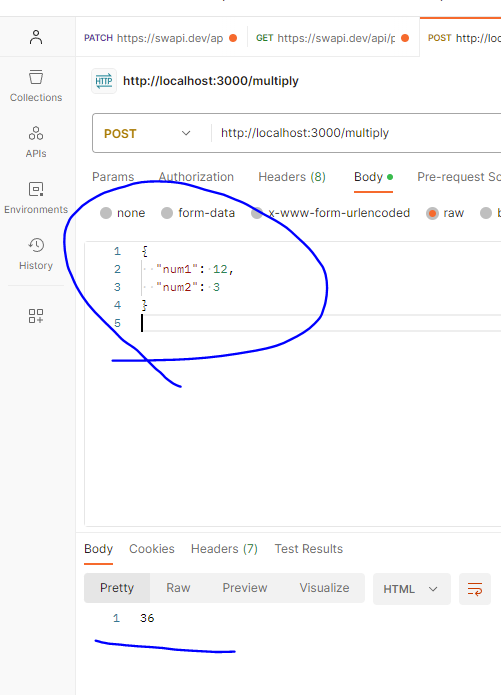 PATCH https://swapi.dev/ap
GET https://swapi.dev/api/p
POST http://loc
HTTP http://localhost:3000/multiply
Collections
APIs
Environments
History
POST http://localhost:3000/multiply
Params Authorization Headers (8) Body Pre-request Sc
none form-data x-www-form-urlencoded raw b
1 {
2 "num1": 12,
3 "num2": 3
4 }
5
Body Cookies Headers (7) Test Results
Pretty Raw Preview Visualize HTML
1 36